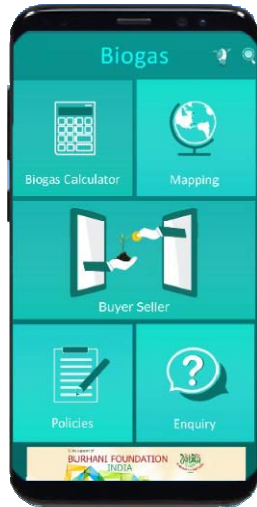 Biogas
Biogas Calculator
Mapping
Buyer Seller
Policies
Enquiry
BURHANI FOUNDATION
INDIA